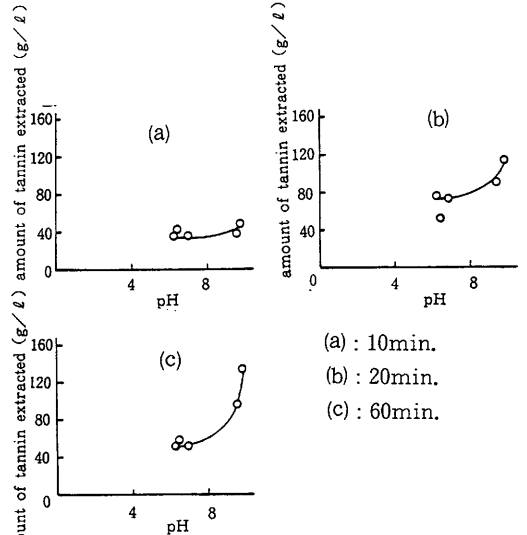 amount of tannin extracted (g/ℓ)
160
120
80
40
0
(a)
4
8
pH
amount of tannin extracted (g/ℓ)
160
120
80
40
0
(b)
4
8
pH
ount of tannin extracted (g/ℓ)
160
120
80
40
0
(c)
4
8
pH
(a) : 10min.
(b) : 20min.
(c) : 60min.